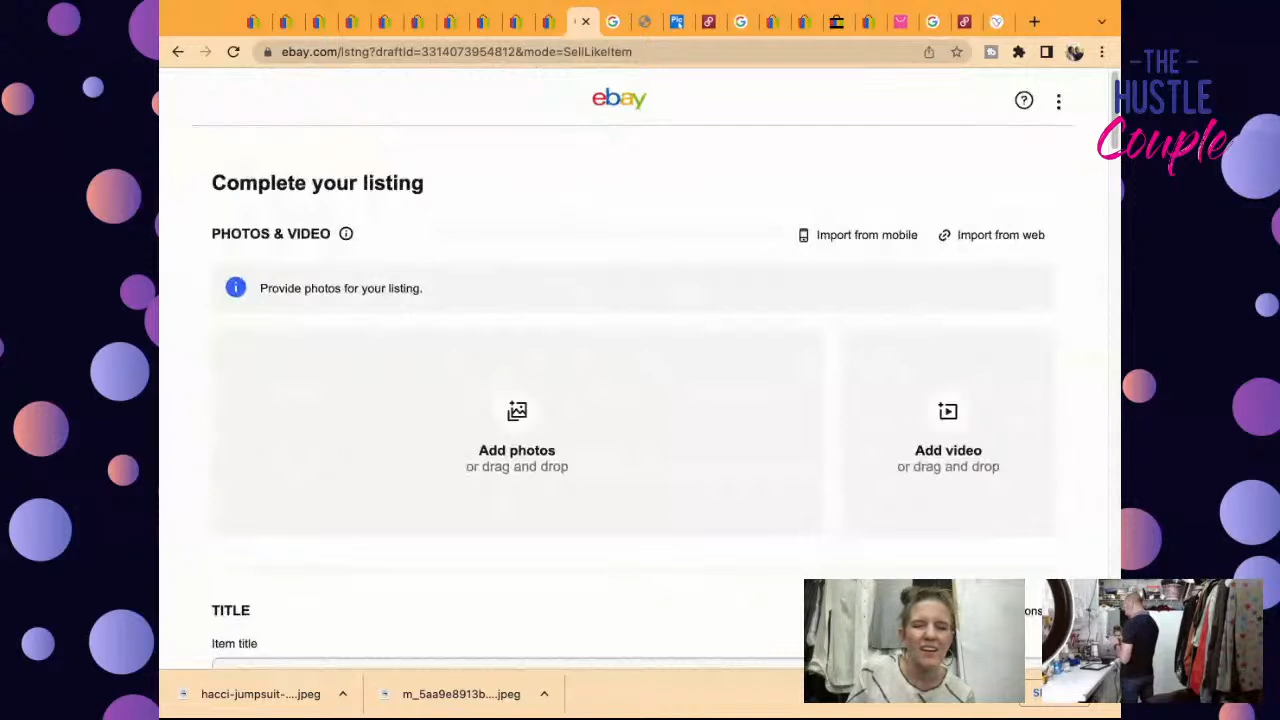 ebay.com/lstng?draftId=3314073954812&mode=SellLikeItem
THE
HUSTLE
Couple
ebay
Complete your listing
PHOTOS & VIDEO
Import from mobile
Import from web
Provide photos for your listing.
Add photos
or drag and drop
Add video
or drag and drop
TITLE
Item title
hacci-jumpsuit-....jpeg
m_5aa9e8913b....jpeg